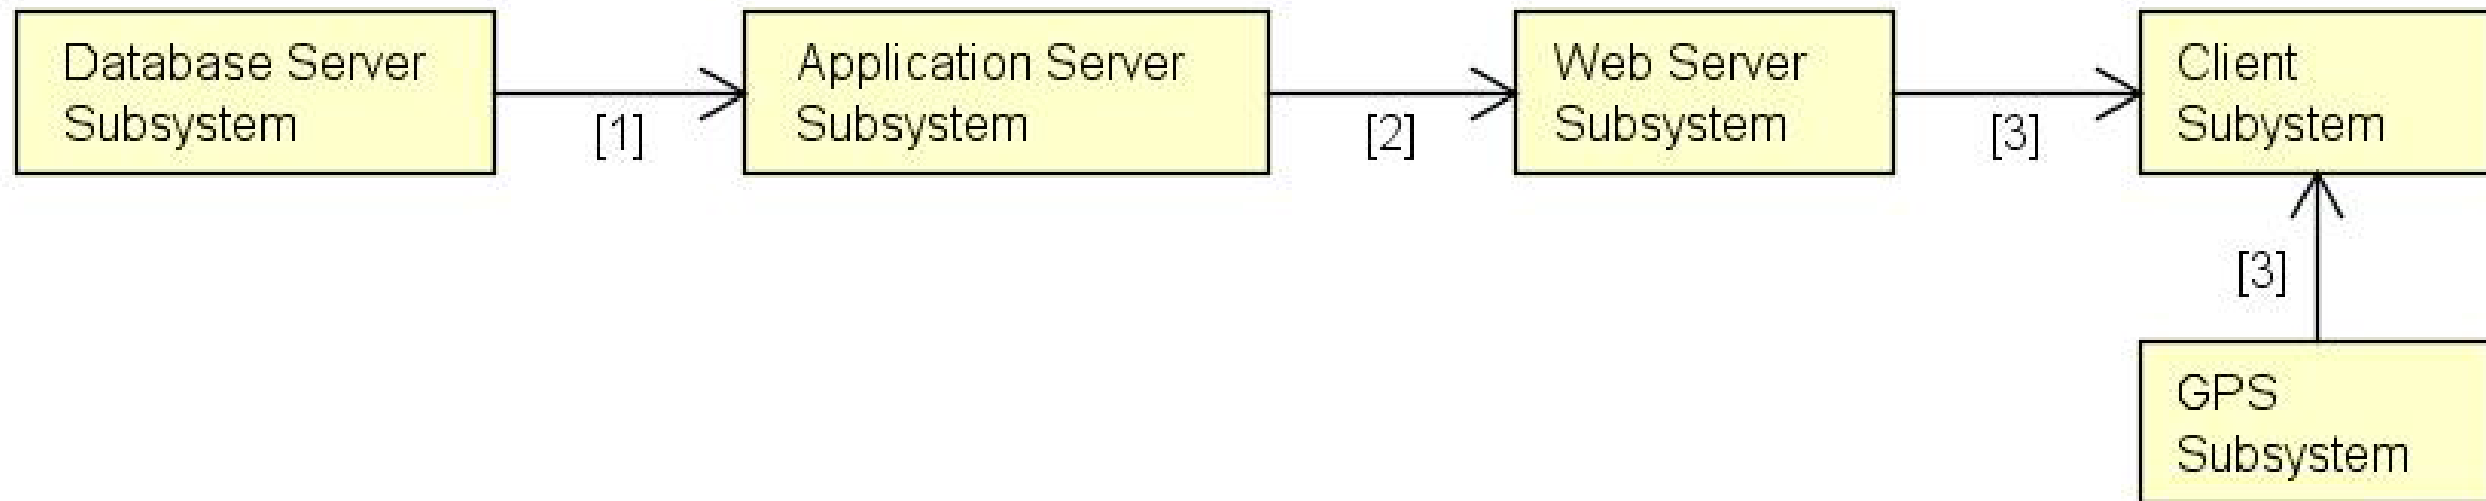 Database Server
Subsystem
[1]
Application Server
Subsystem
[2]
Web Server
Subsystem
[3]
Client
Subystem
[3]
GPS
Subsystem